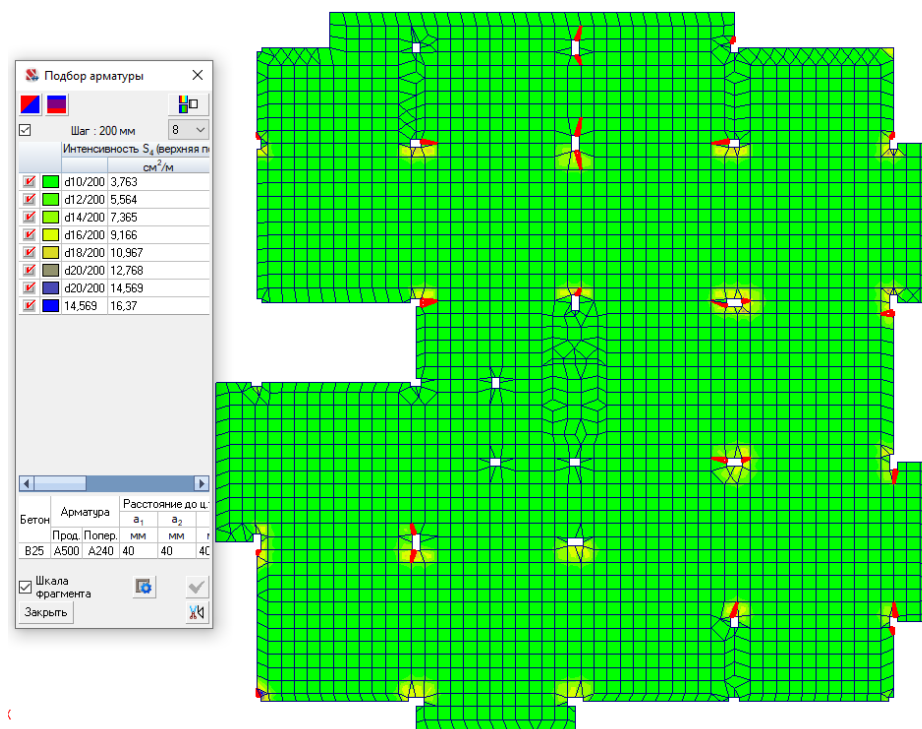 Подбор арматуры
Шаг : 200 мм 8
Интенсивность S4 (верхняя по
см²/м
d10/200 3,763
d12/200 5,564
d14/200 7,365
d16/200 9,166
d18/200 10,967
d20/200 12,768
d20/200 14,569
14,569 16,37
Бетон Арматура Расстояние до ц.т
Прод. Попер. a1 a2
мм мм
B25 A500 A240 40 40 40
Шкала
фрагмента
Закрыть